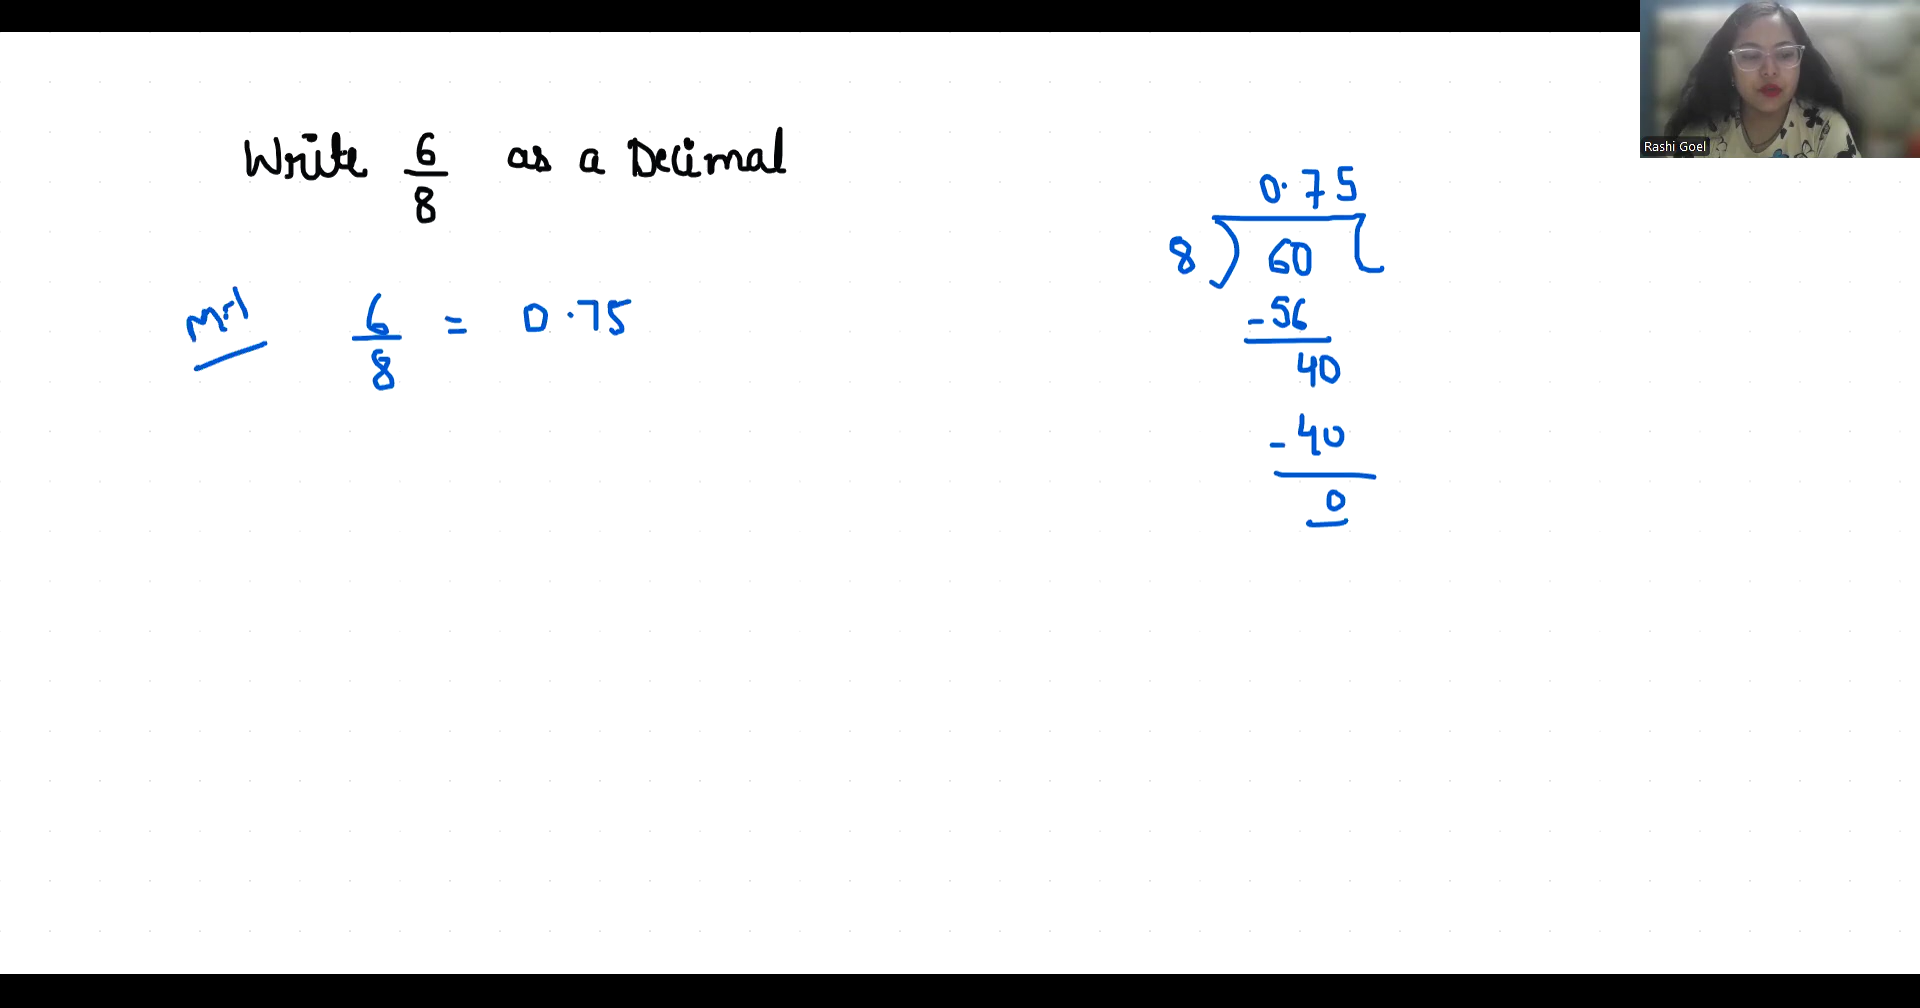 Write 6/8 as a Decimal
M-1 6/8 = 0.75
0.75
8 ) 60 (
-56
40
-40
0
Rashi Goel